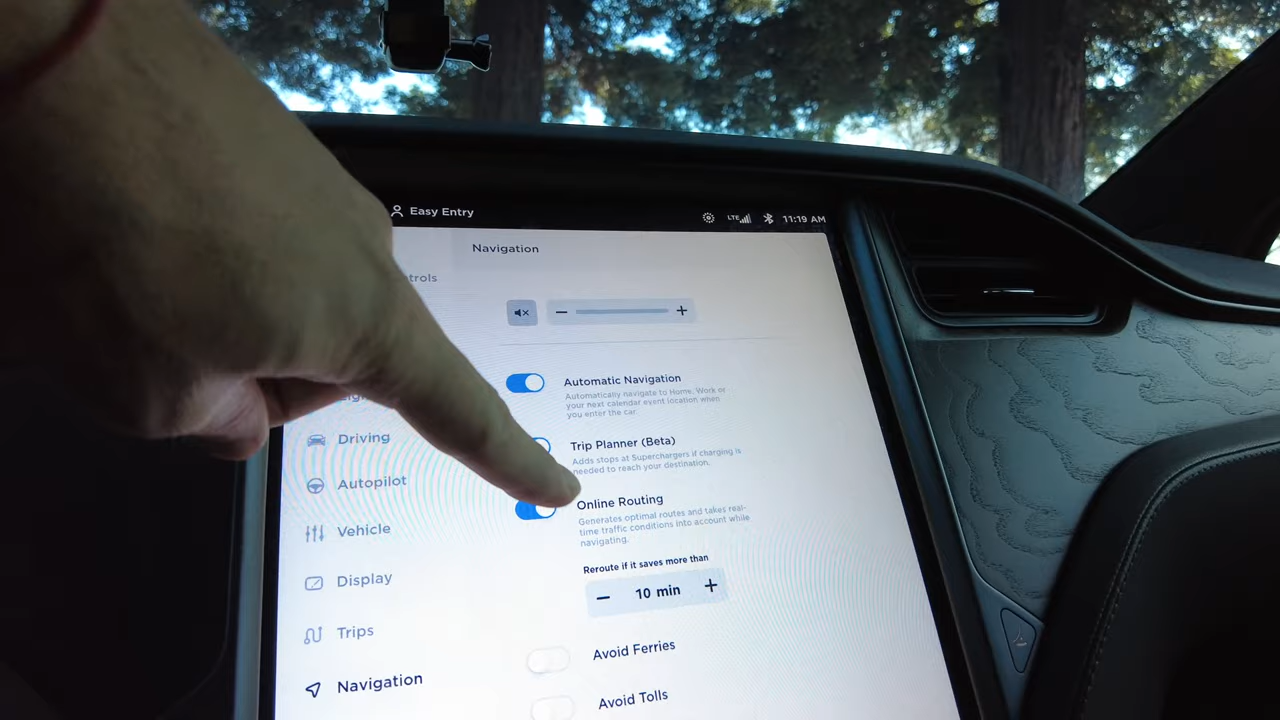 Easy Entry
LTE
11:19 AM
Navigation
trols
Automatic Navigation
Automatically navigate to Home, Work or
your next calendar event location when
you enter the car.
Driving
Trip Planner (Beta)
Adds stops at Superchargers if charging is
needed to reach your destination.
Autopilot
Online Routing
Generates optimal routes and takes real-
time traffic conditions into account while
navigating.
Vehicle
Reroute if it saves more than
10 min
Display
Trips
Avoid Ferries
Navigation
Avoid Tolls